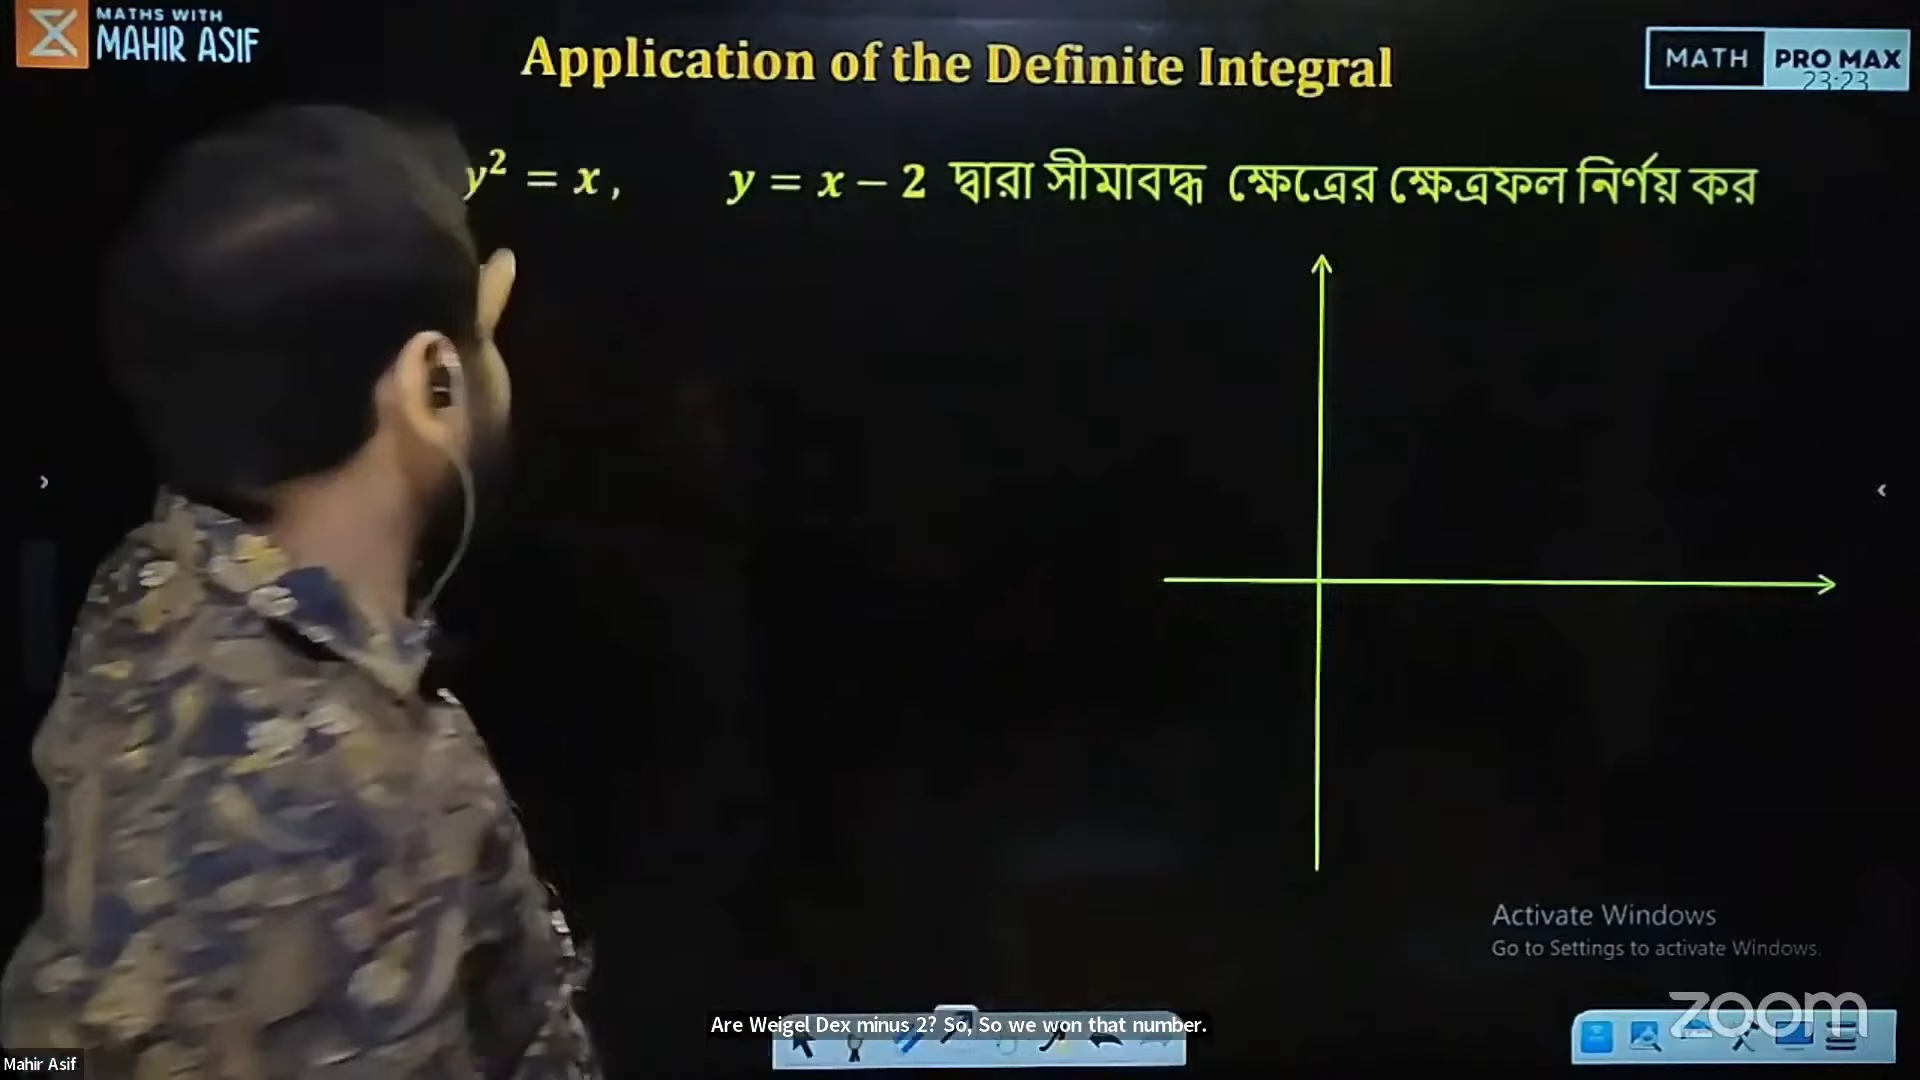 MATHS WITH
MAHIR ASIF
Application of the Definite Integral
MATH PRO MAX
23:23
y² = x, y = x − 2 দ্বারা সীমাবদ্ধ ক্ষেত্রের ক্ষেত্রফল নির্ণয় কর
Activate Windows
Go to Settings to activate Windows.
zoom
Are Weigel Dex minus 2? So, So we won that number.
Mahir Asif